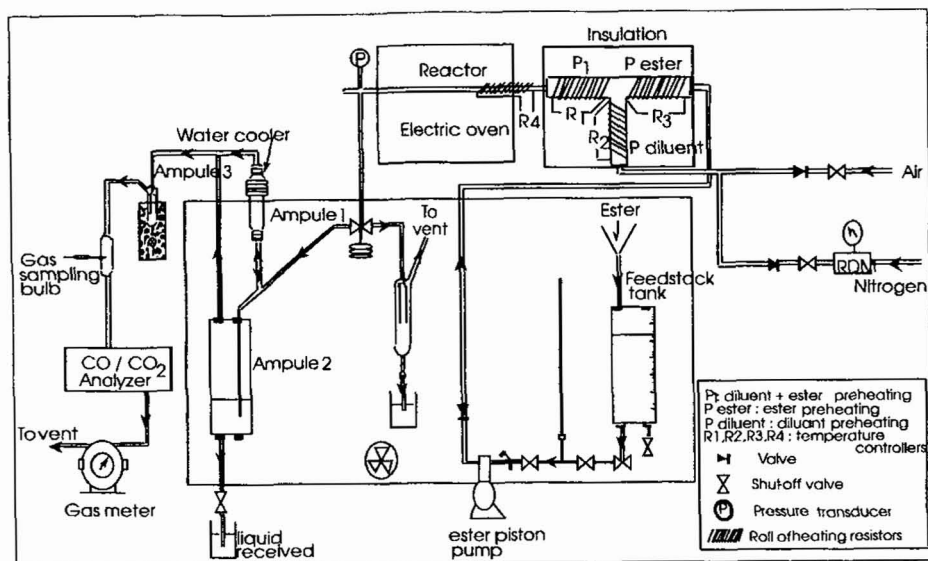 Insulation
P1 P ester
P
Reactor
R4
R
R2
R3
Electric oven
P diluent
Water cooler
Ampule 3
Air
Ampule 1
To
vent
Ester
Gas
sampling
bulb
RDM
Nitrogen
Feedstock
tank
CO / CO2
Analyzer
Ampule 2
To vent
Gas meter
liquid
received
ester piston
pump
P1: diluent + ester preheating
P ester : ester preheating
P diluent : diluant preheating
R1,R2,R3,R4 : temperature
controllers
Valve
Shut-off valve
P Pressure transducer
Roll of heating resistors